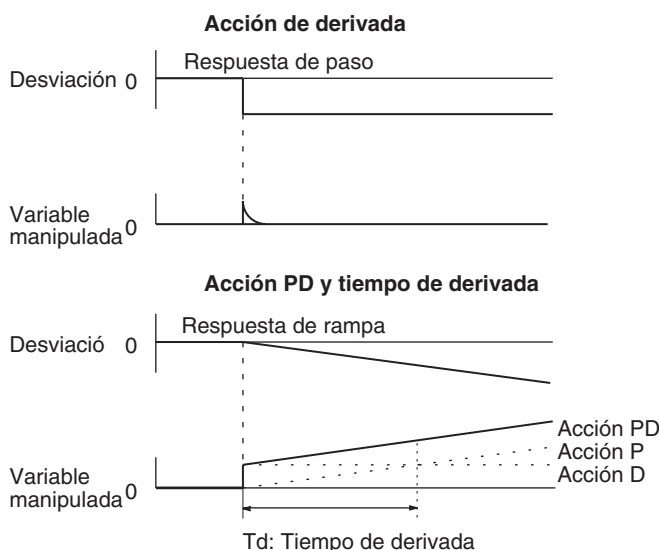 Acción de derivada
Respuesta de paso
Desviación 0
Variable
manipulada 0
Acción PD y tiempo de derivada
Respuesta de rampa
Desviació 0
Acción PD
Acción P
Acción D
Variable
manipulada 0
Td: Tiempo de derivada